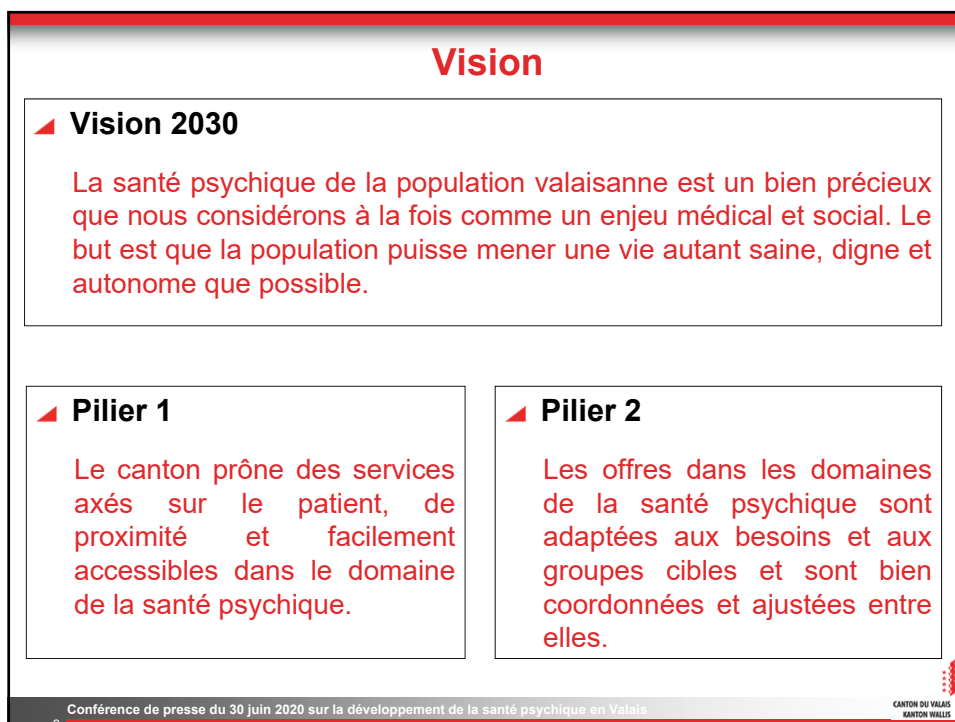 Vision
Vision 2030
La santé psychique de la population valaisanne est un bien précieux
que nous considérons à la fois comme un enjeu médical et social. Le
but est que la population puisse mener une vie autant saine, digne et
autonome que possible.
Pilier 1
Le canton prône des services
axés sur le patient, de
proximité et facilement
accessibles dans le domaine
de la santé psychique.
Pilier 2
Les offres dans les domaines
de la santé psychique sont
adaptées aux besoins et aux
groupes cibles et sont bien
coordonnées et ajustées entre
elles.
Conférence de presse du 30 juin 2020 sur la développement de la santé psychique en Valais
CANTON DU VALAIS
KANTON WALLIS